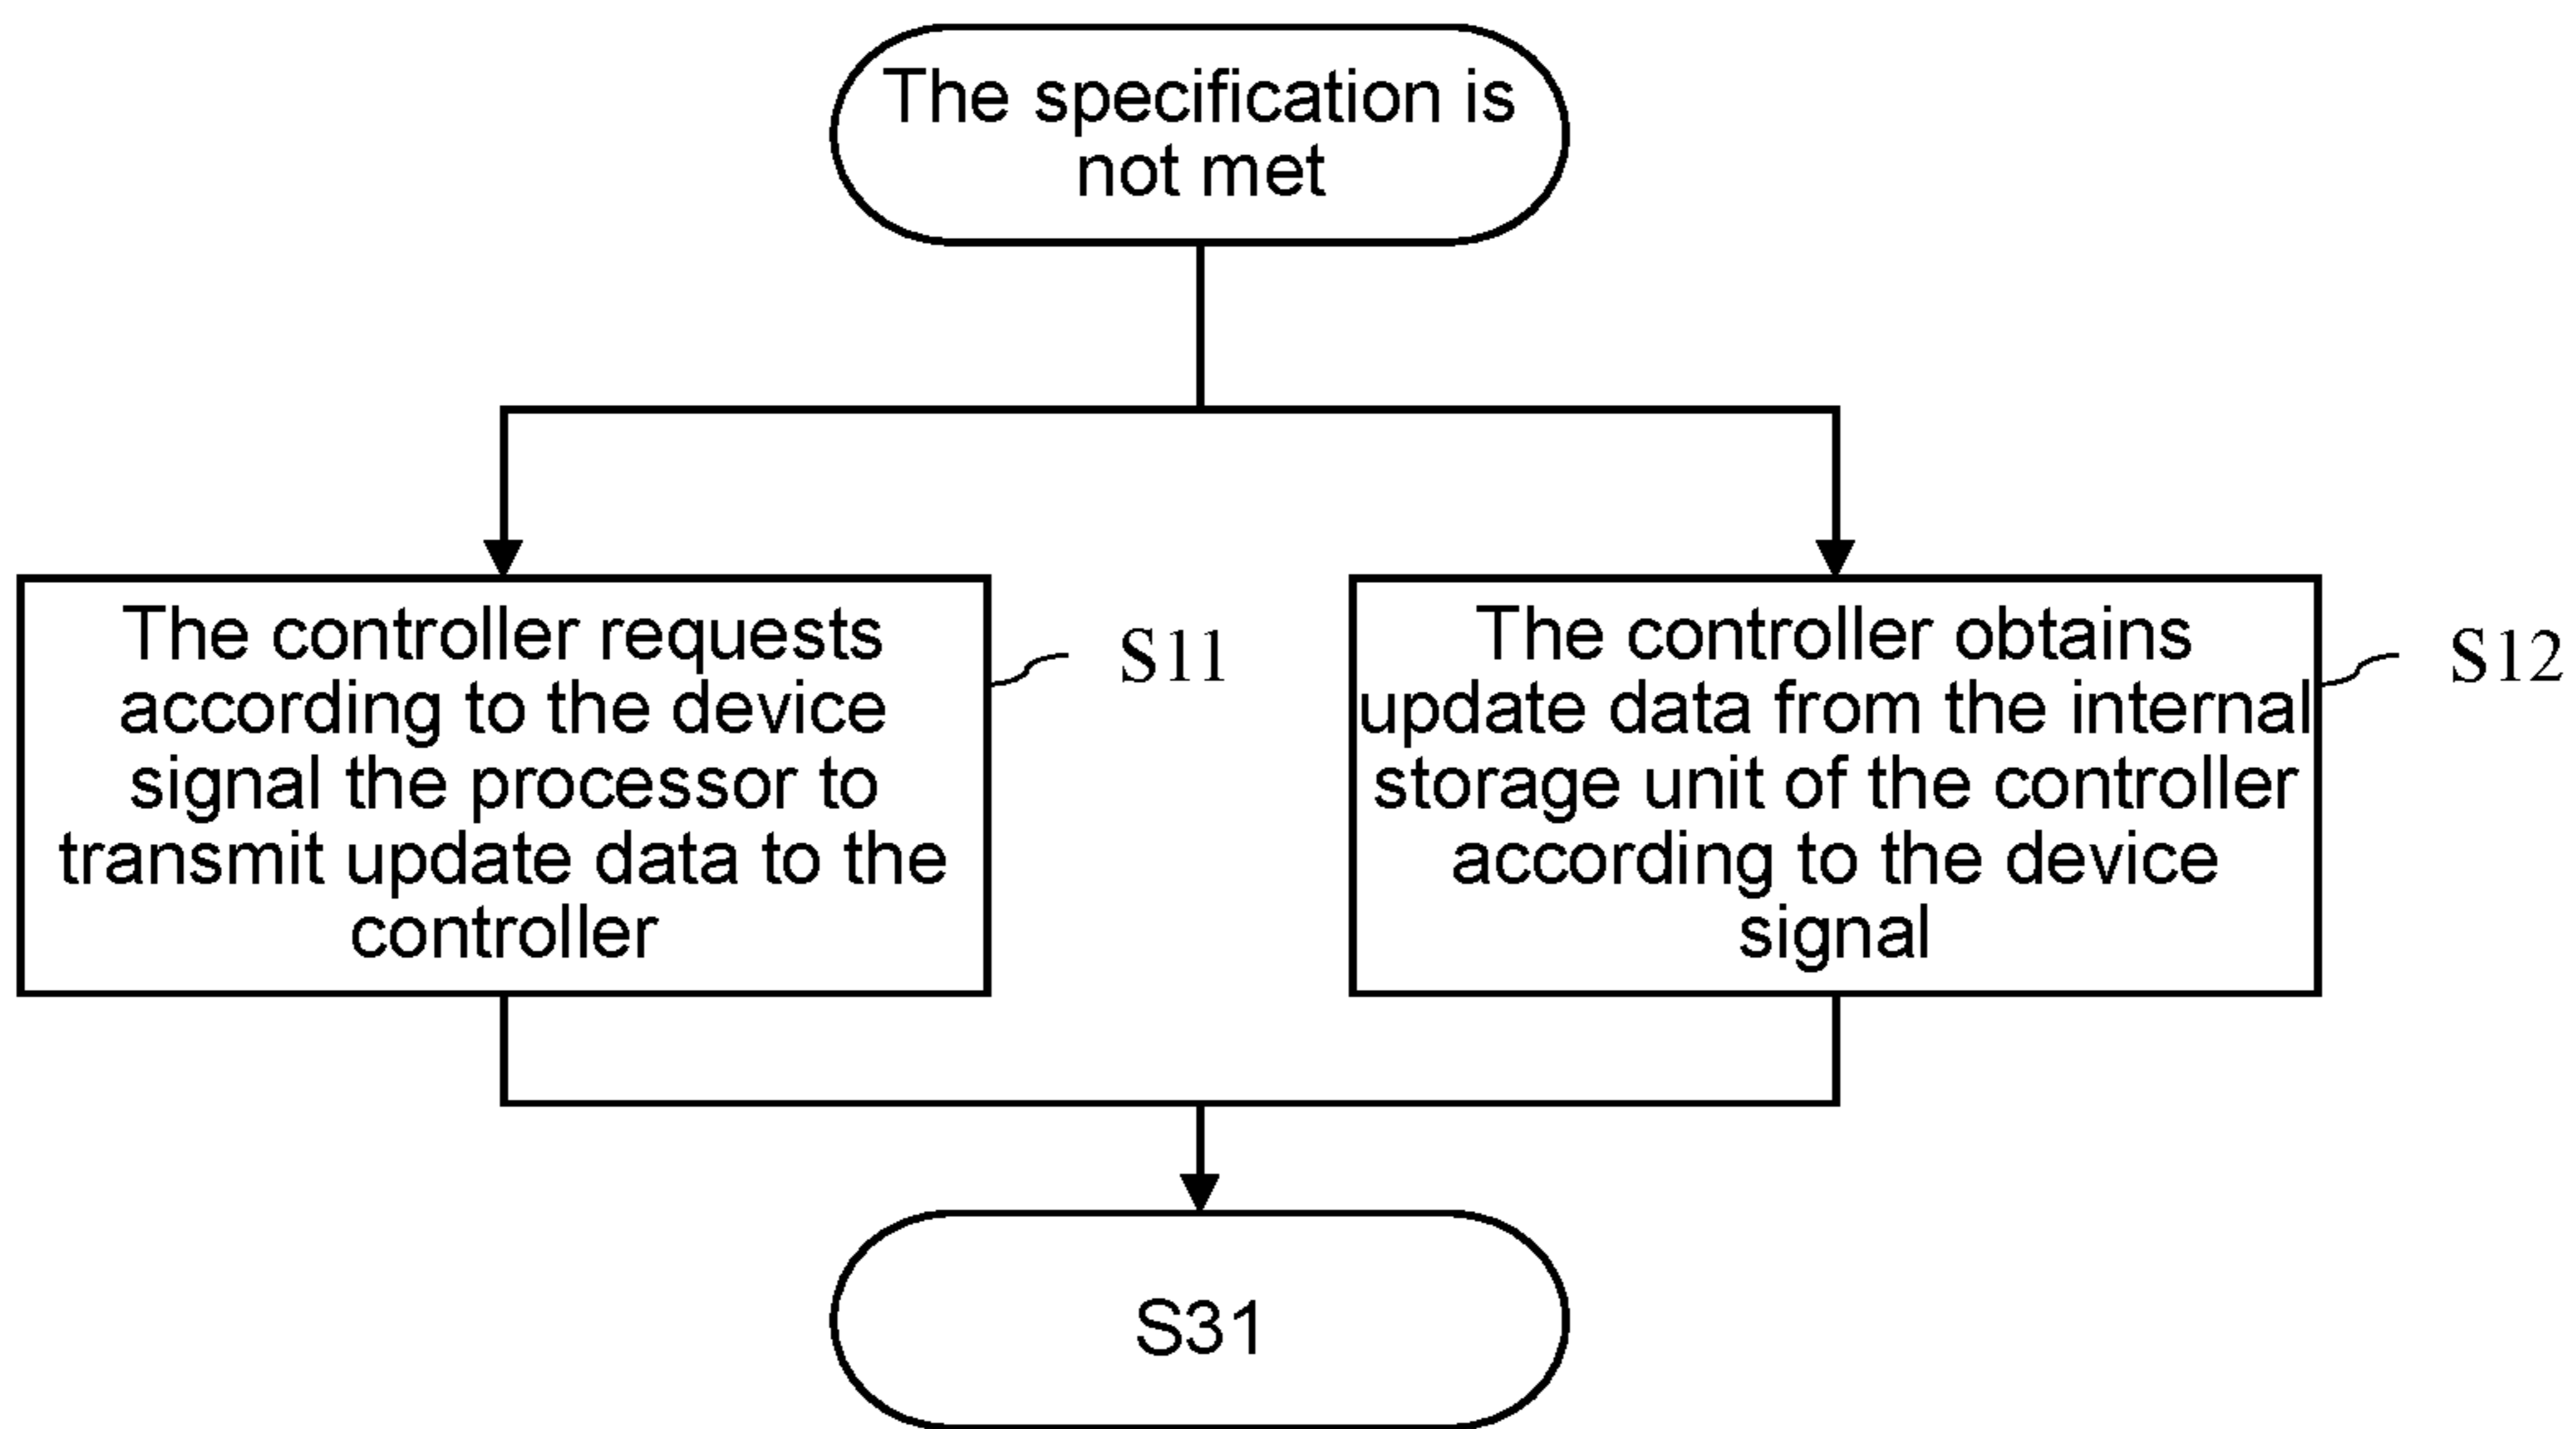 The specification is
not met
The controller requests
according to the device
signal the processor to
transmit update data to the
controller
S11
The controller obtains
update data from the internal
storage unit of the controller
according to the device
signal
S12
S31